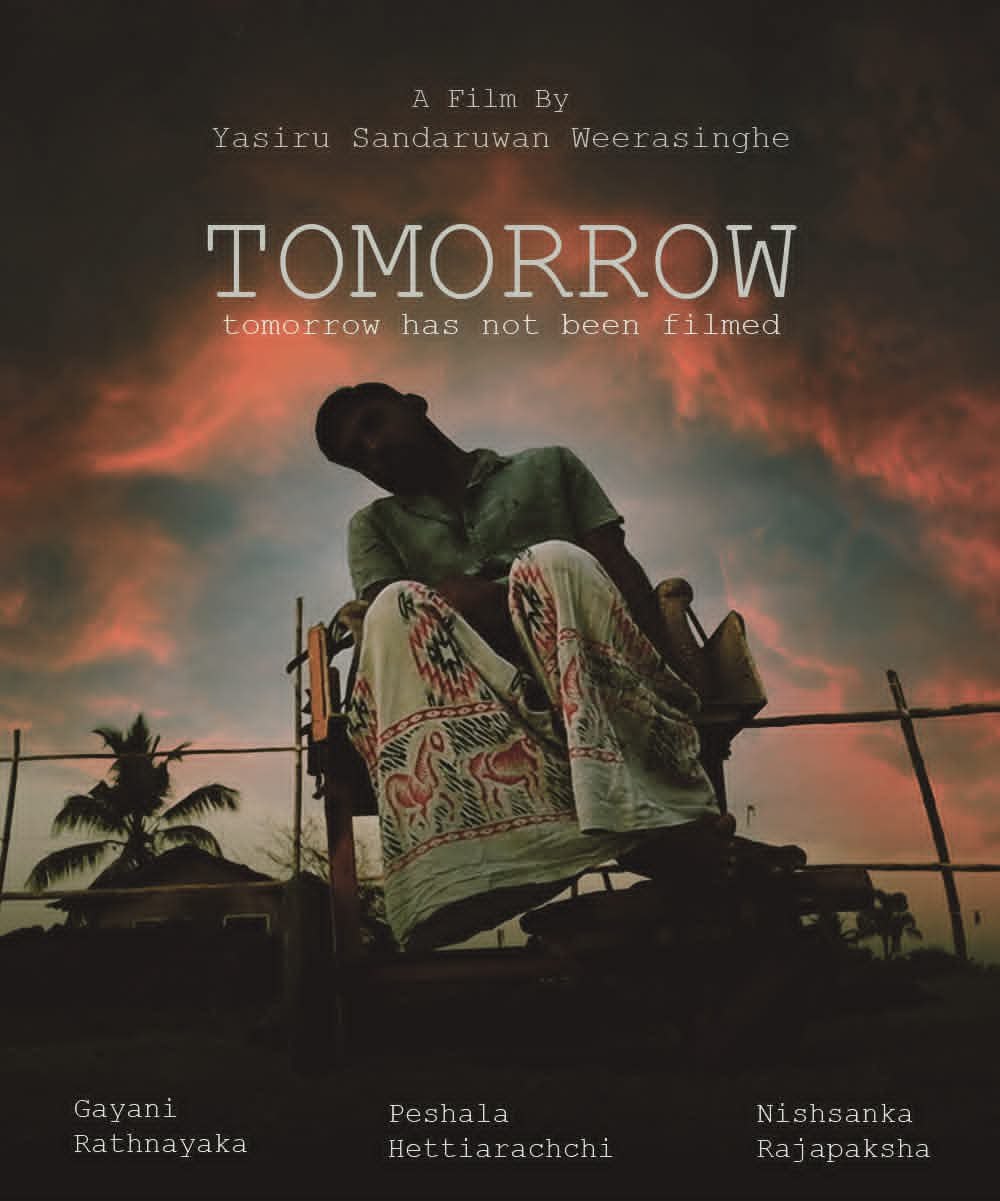 A Film By
Yasiru Sandaruwan Weerasinghe
TOMORROW
tomorrow has not been filmed
Gayani
Rathnayaka
Peshala
Hettiarachchi
Nishsanka
Rajapaksha